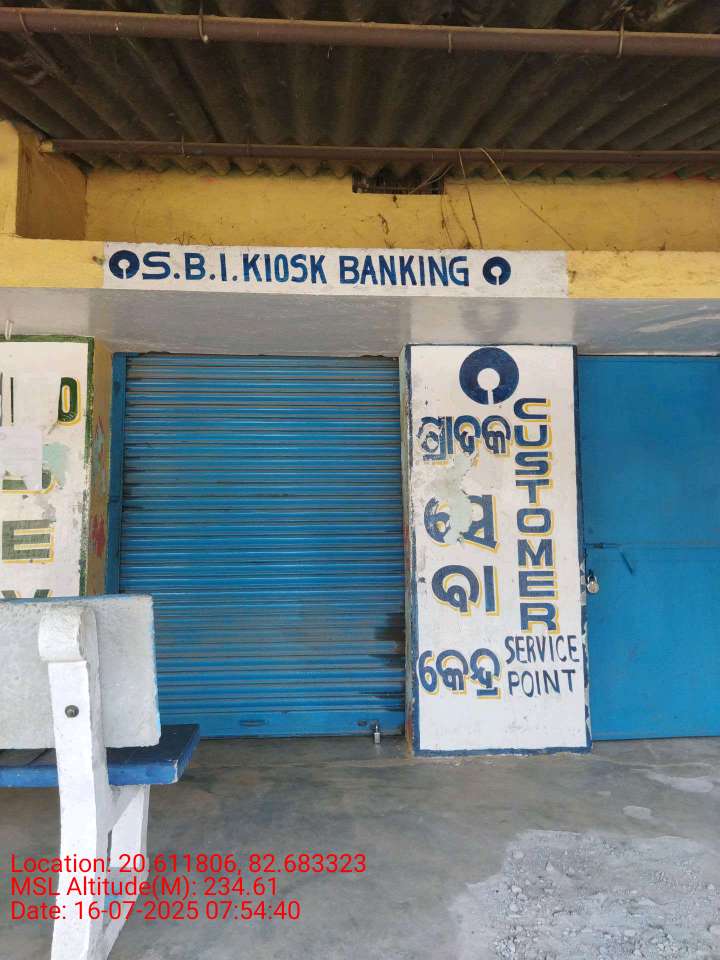 S.B.I. KIOSK BANKING
ଗ୍ରାହକ
ସେ
ବା
କେନ୍ଦ୍ର
CUSTOMER
SERVICE
POINT
Location: 20.611806, 82.683323
MSL Altitude(M): 234.61
Date: 16-07-2025 07:54:40